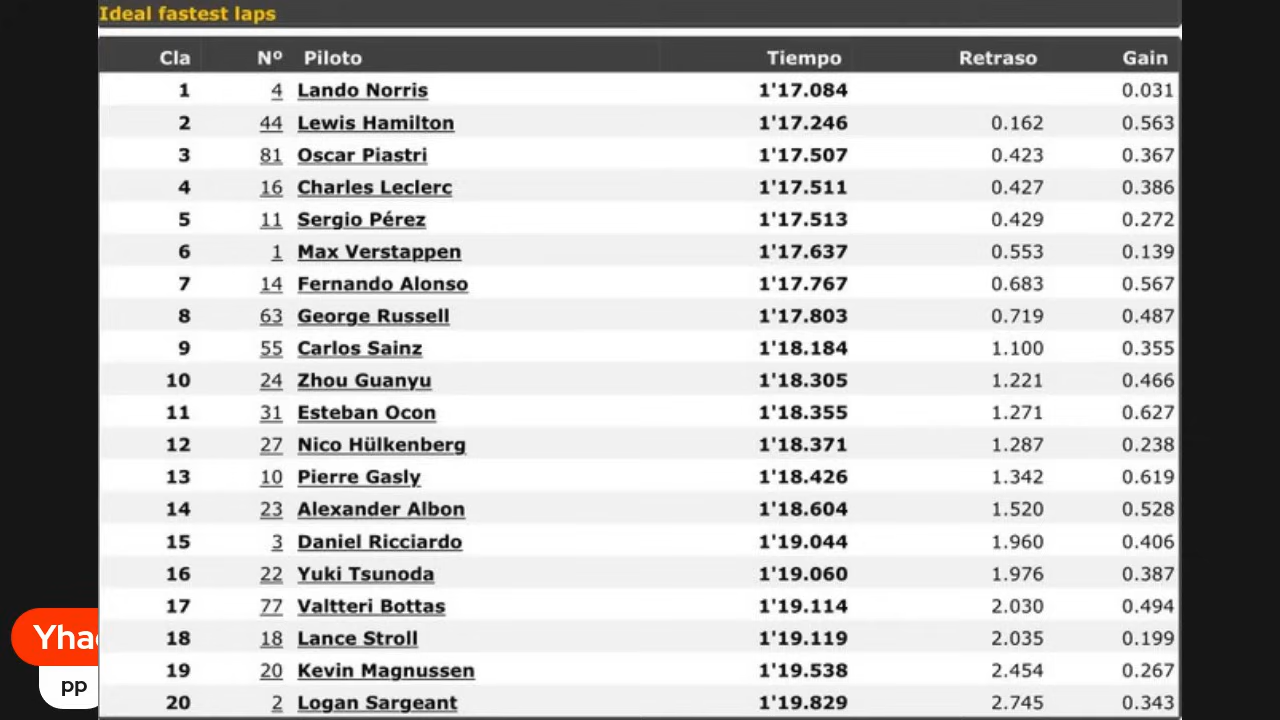 Ideal fastest laps
Cla Nº Piloto Tiempo Retraso Gain
1 4 Lando Norris 1'17.084 0.031
2 44 Lewis Hamilton 1'17.246 0.162 0.563
3 81 Oscar Piastri 1'17.507 0.423 0.367
4 16 Charles Leclerc 1'17.511 0.427 0.386
5 11 Sergio Pérez 1'17.513 0.429 0.272
6 1 Max Verstappen 1'17.637 0.553 0.139
7 14 Fernando Alonso 1'17.767 0.683 0.567
8 63 George Russell 1'17.803 0.719 0.487
9 55 Carlos Sainz 1'18.184 1.100 0.355
10 24 Zhou Guanyu 1'18.305 1.221 0.466
11 31 Esteban Ocon 1'18.355 1.271 0.627
12 27 Nico Hülkenberg 1'18.371 1.287 0.238
13 10 Pierre Gasly 1'18.426 1.342 0.619
14 23 Alexander Albon 1'18.604 1.520 0.528
15 3 Daniel Ricciardo 1'19.044 1.960 0.406
16 22 Yuki Tsunoda 1'19.060 1.976 0.387
17 77 Valtteri Bottas 1'19.114 2.030 0.494
18 18 Lance Stroll 1'19.119 2.035 0.199
19 20 Kevin Magnussen 1'19.538 2.454 0.267
20 2 Logan Sargeant 1'19.829 2.745 0.343
pp